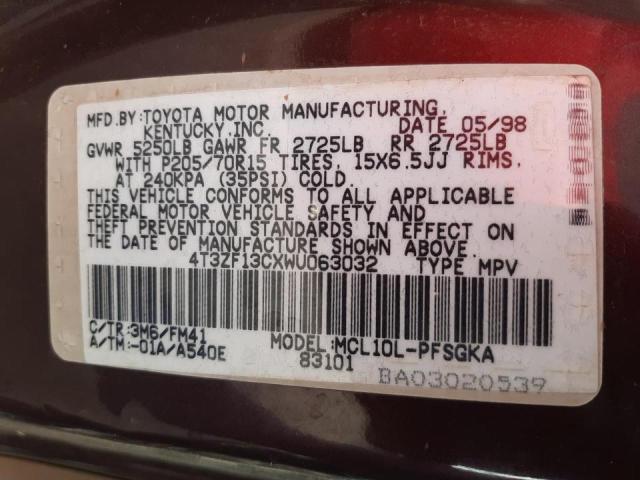 MFD.BY:TOYOTA MOTOR MANUFACTURING,
KENTUCKY,INC. DATE 05/98
GVWR 5250LB GAWR FR 2725LB RR 2725LB
WITH P205/70R15 TIRES, 15X6.5JJ RIMS,
AT 240KPA (35PSI) COLD.
THIS VEHICLE CONFORMS TO ALL APPLICABLE
FEDERAL MOTOR VEHICLE SAFETY AND
THEFT PREVENTION STANDARDS IN EFFECT ON
THE DATE OF MANUFACTURE SHOWN ABOVE.
4T3ZF13CXWU063032 TYPE MPV
C/TR:3M6/FM41 MODEL:MCL10L-PFSGKA
A/TM:-01A/A540E 83101
BA03020539